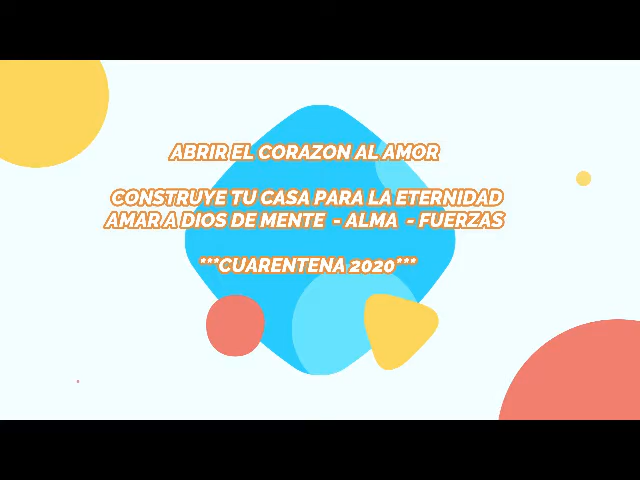 ABRIR EL CORAZON AL AMOR
CONSTRUYE TU CASA PARA LA ETERNIDAD
AMAR A DIOS DE MENTE - ALMA - FUERZAS
***CUARENTENA 2020***